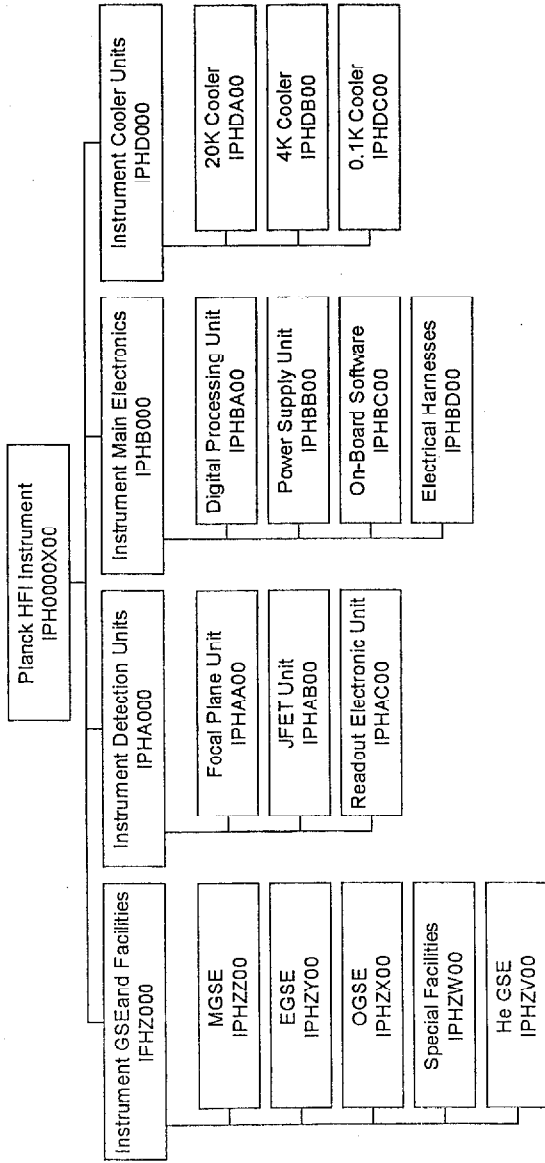 Planck HFI Instrument
IPH0000X00
Instrument GSEand Facilities
IFHZ000
MGSE
IPHZZ00
EGSE
IPHZY00
OGSE
IPHZX00
Special Facilities
IPHZW00
He GSE
IPHZV00
Instrument Detection Units
IPHA000
Focal Plane Unit
IPHAA00
JFET Unit
IPHAB00
Readout Electronic Unit
IPHAC00
Instrument Main Electronics
IPHB000
Digital Processing Unit
IPHBA00
Power Supply Unit
IPHBB00
On-Board Software
IPHBC00
Electrical Harnesses
IPHBD00
Instrument Cooler Units
IPHD000
20K Cooler
IPHDA00
4K Cooler
IPHDB00
0.1K Cooler
IPHDC00